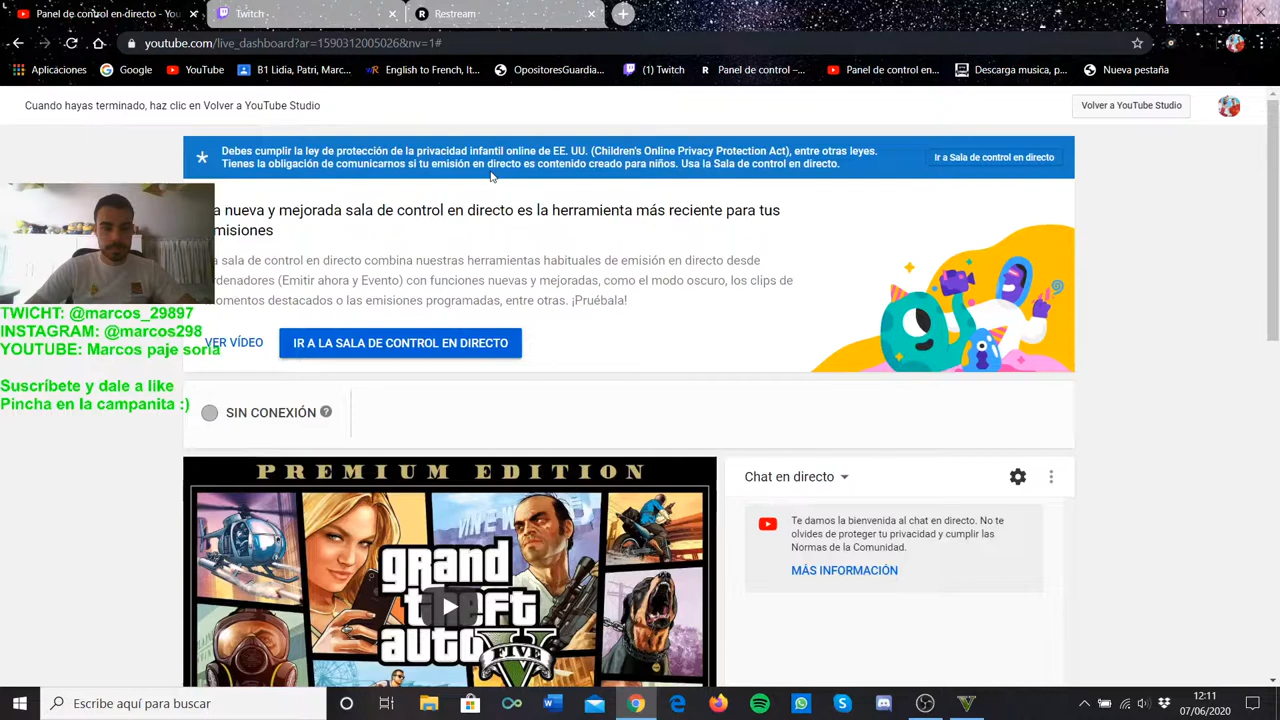 Panel de control en directo - You
Twitch
Restream
youtube.com/live_dashboard?ar=1590312005026&nv=1#
Aplicaciones
Google
YouTube
B1 Lidia, Patri, Marc...
English to French, It...
OpositoresGuardia...
(1) Twitch
Panel de control –...
Panel de control en...
Descarga musica, p...
Nueva pestaña
Cuando hayas terminado, haz clic en Volver a YouTube Studio
Volver a YouTube Studio
Debes cumplir la ley de protección de la privacidad infantil online de EE. UU. (Children's Online Privacy Protection Act), entre otras leyes.
Tienes la obligación de comunicarnos si tu emisión en directo es contenido creado para niños. Usa la Sala de control en directo.
Ir a Sala de control en directo
a nueva y mejorada sala de control en directo es la herramienta más reciente para tus
misiones
a sala de control en directo combina nuestras herramientas habituales de emisión en directo desde
rdenadores (Emitir ahora y Evento) con funciones nuevas y mejoradas, como el modo oscuro, los clips de
omentos destacados o las emisiones programadas, entre otras. ¡Pruébala!
VER VÍDEO
IR A LA SALA DE CONTROL EN DIRECTO
TWICHT: @marcos_29897
INSTAGRAM: @marcos298
YOUTUBE: Marcos paje soria
Suscríbete y dale a like
Pincha en la campanita :)
SIN CONEXIÓN
PREMIUM EDITION
grand
theft
auto
FIVE
Chat en directo
Te damos la bienvenida al chat en directo. No te
olvides de proteger tu privacidad y cumplir las
Normas de la Comunidad.
MÁS INFORMACIÓN
Escribe aquí para buscar
12:11
07/06/2020